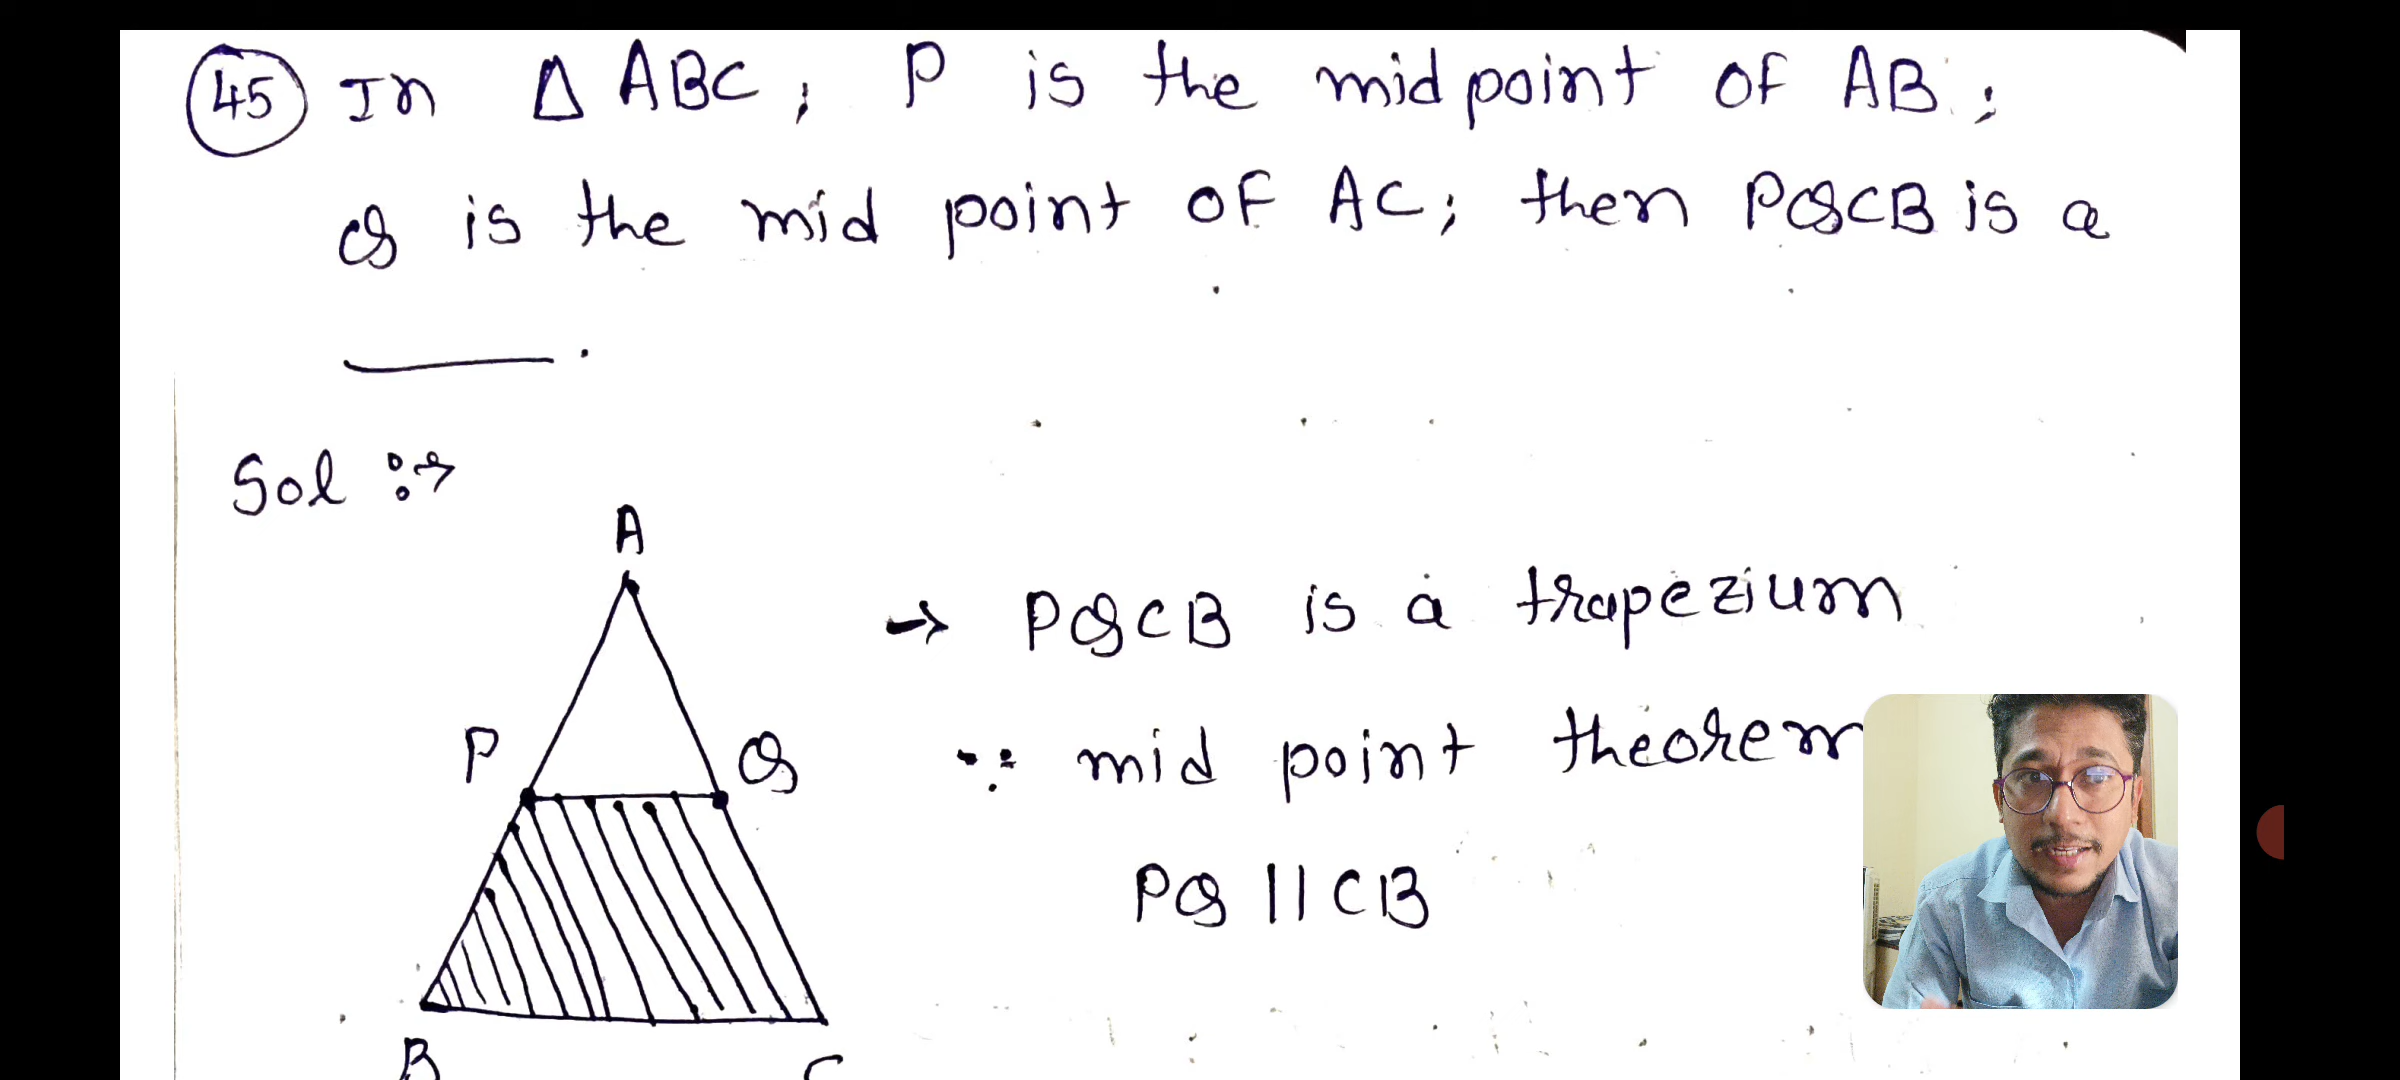 45 In Δ ABC, P is the mid point of AB;
Q is the mid point of AC; then PQCB is a
______.
Sol :→
A
→ PQCB is a trapezium
P Q
∵ mid point theorem
PQ || CB
B C